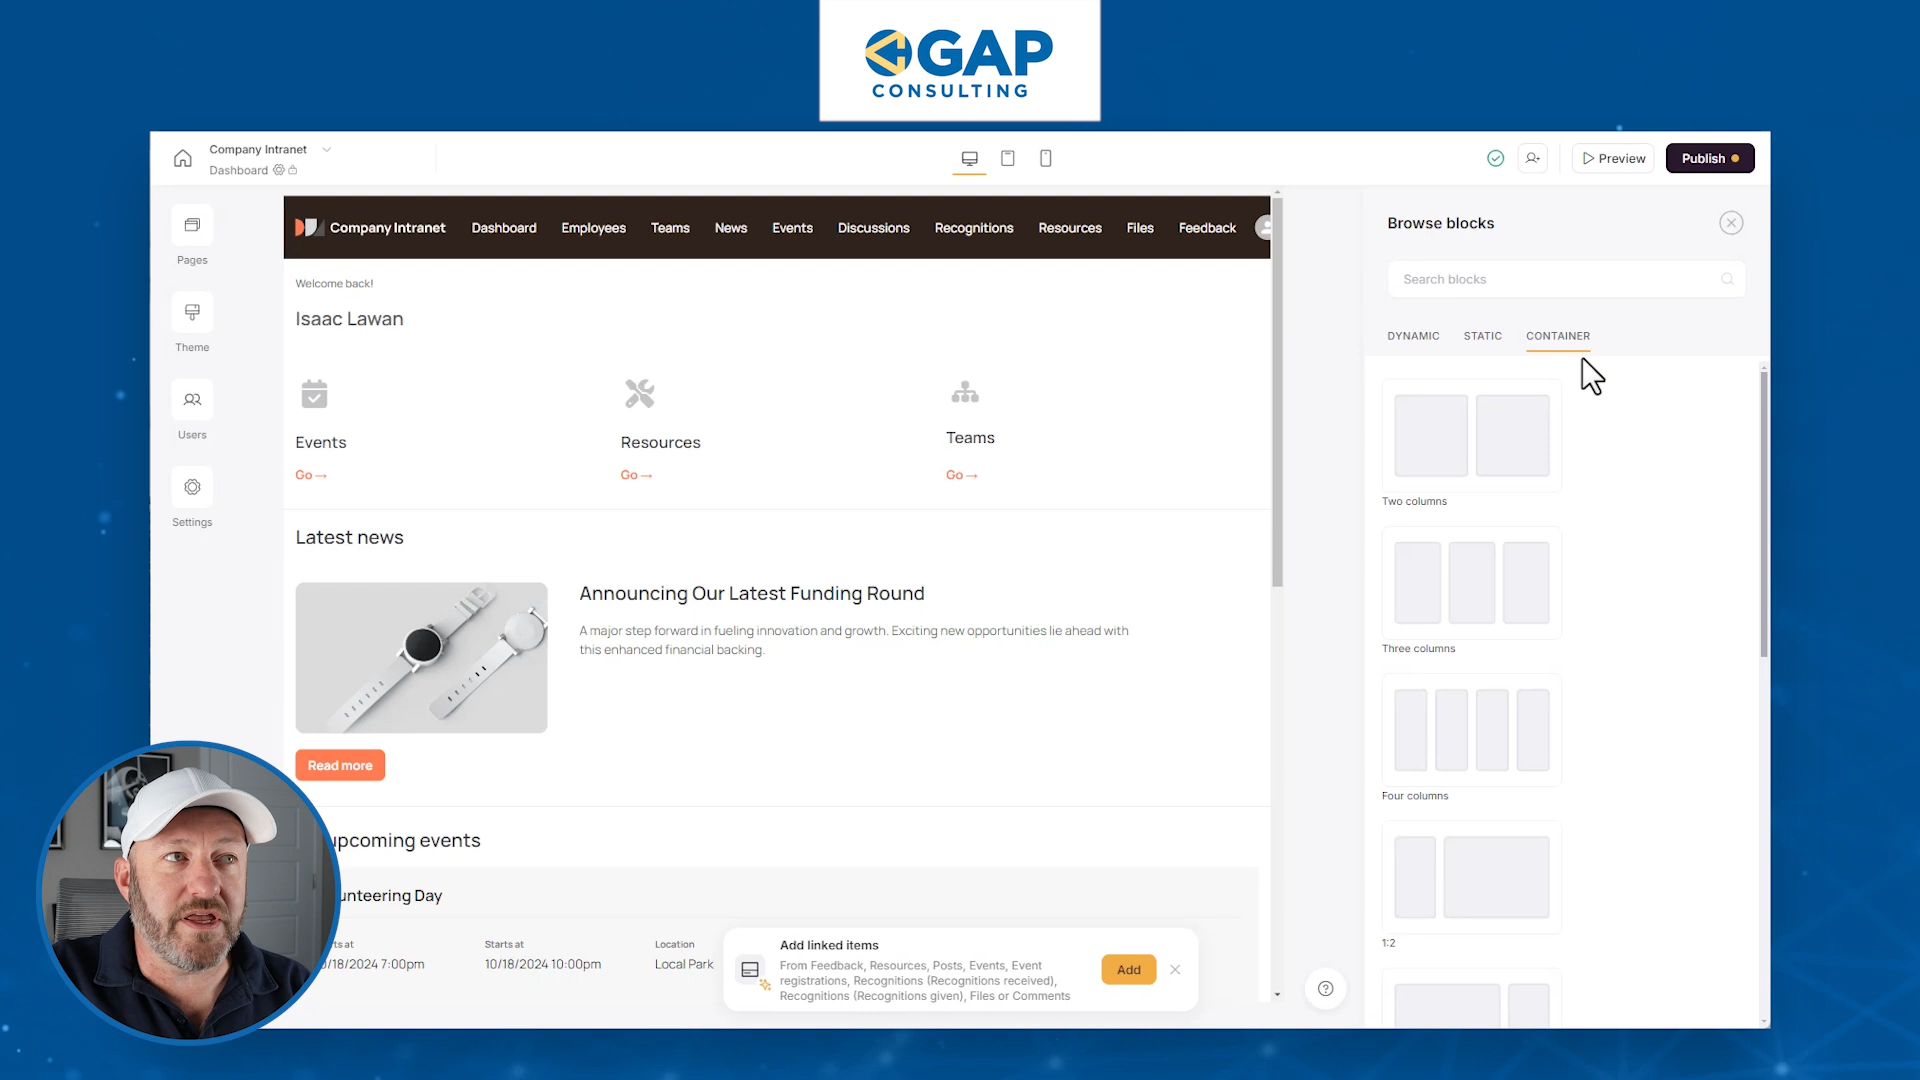 GAP
CONSULTING
Company Intranet
Dashboard
Preview
Publish
Pages
Theme
Users
Settings
Company Intranet
Dashboard
Employees
Teams
News
Events
Discussions
Recognitions
Resources
Files
Feedback
Welcome back!
Isaac Lawan
Events
Go →
Resources
Go →
Teams
Go →
Latest news
Announcing Our Latest Funding Round
A major step forward in fueling innovation and growth. Exciting new opportunities lie ahead with
this enhanced financial backing.
Read more
upcoming events
unteering Day
ts at
/18/2024 7:00pm
Starts at
10/18/2024 10:00pm
Location
Local Park
Add linked items
From Feedback, Resources, Posts, Events, Event
registrations, Recognitions (Recognitions received),
Recognitions (Recognitions given), Files or Comments
Add
Browse blocks
Search blocks
DYNAMIC
STATIC
CONTAINER
Two columns
Three columns
Four columns
1:2